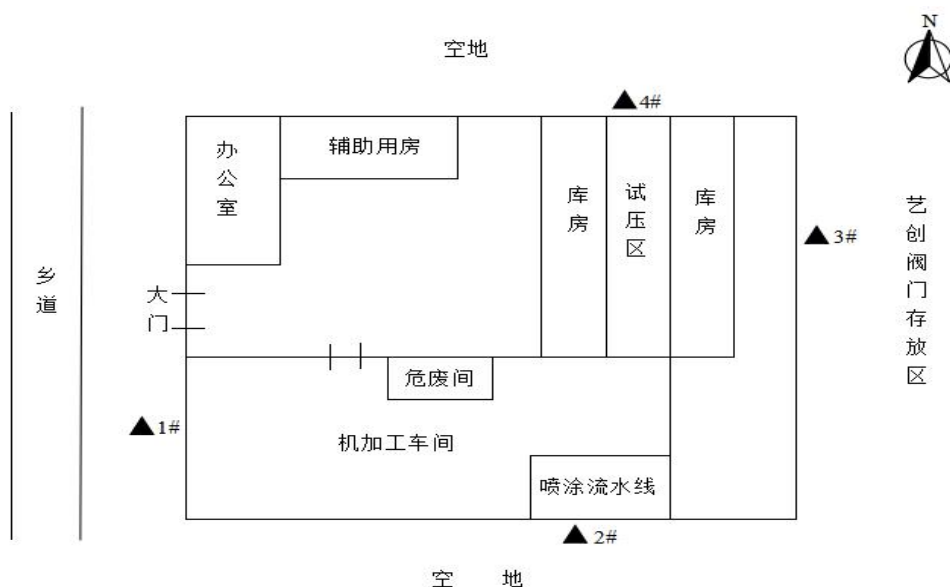 空地
N
▲4#
办公室
辅助用房
库房
试压区
库房
▲3#
艺创阀门存放区
乡道
大门
危废间
▲1#
机加工车间
喷涂流水线
▲2#
空 地